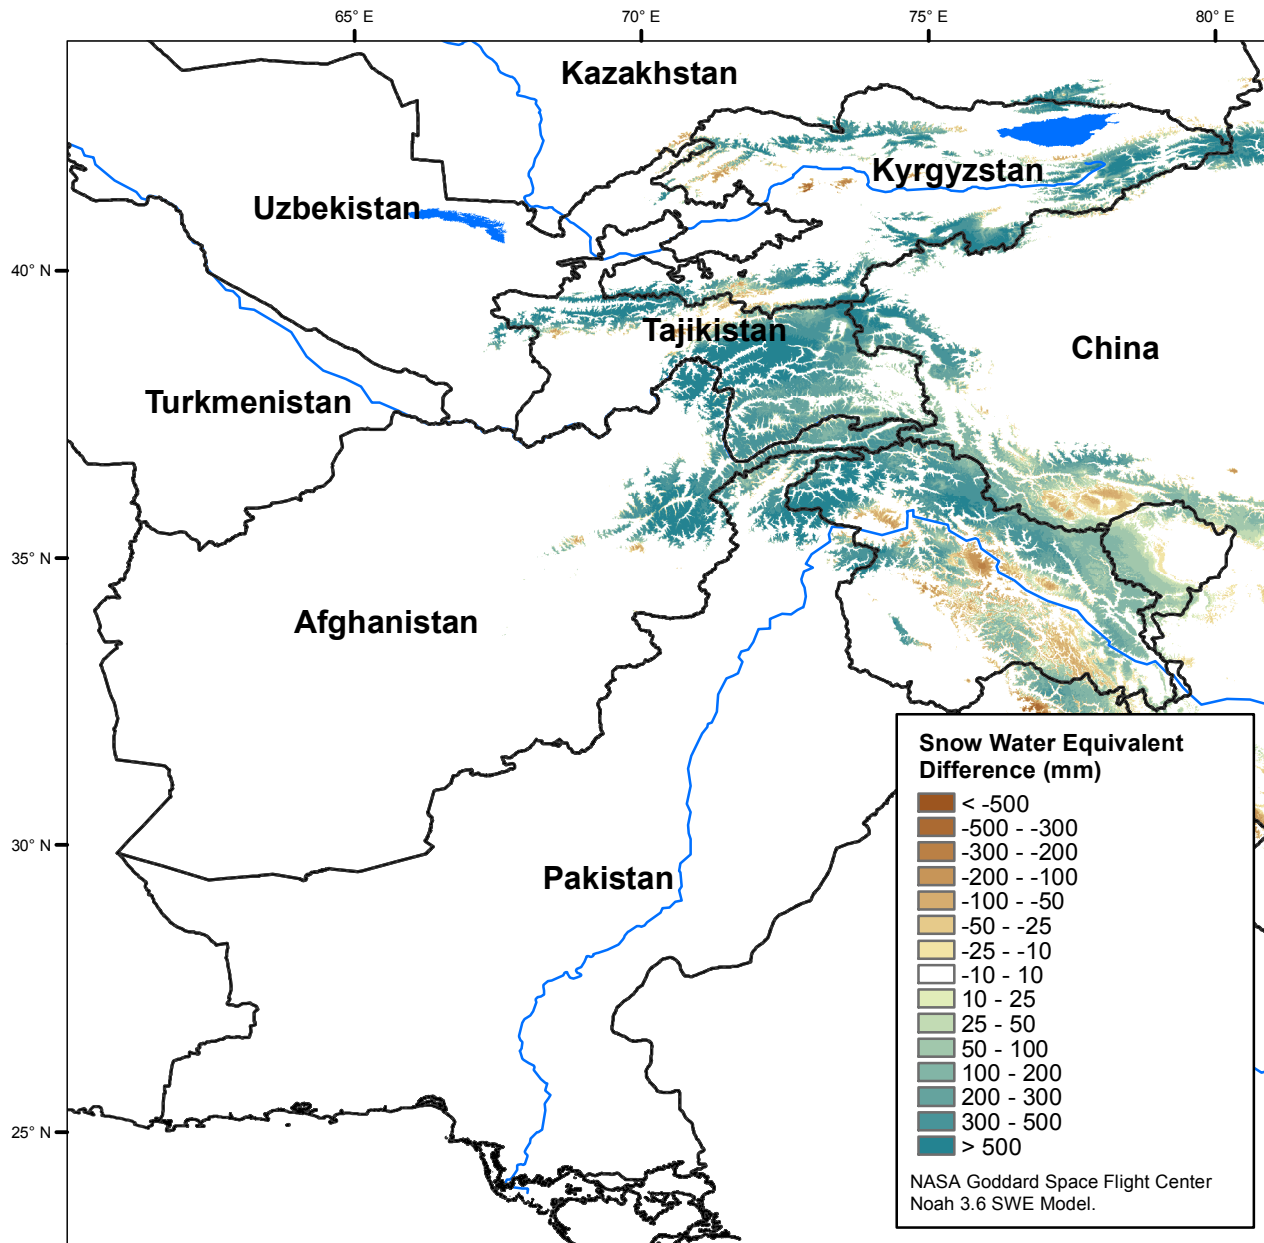 65° E
70° E
75° E
80° E
Kazakhstan
Kyrgyzstan
Uzbekistan
40° N
Tajikistan
China
Turkmenistan
35° N
Afghanistan
Snow Water Equivalent
Difference (mm)
< -500
-500 - -300
-300 - -200
-200 - -100
-100 - -50
-50 - -25
-25 - -10
-10 - 10
10 - 25
25 - 50
50 - 100
100 - 200
200 - 300
300 - 500
> 500
NASA Goddard Space Flight Center
Noah 3.6 SWE Model.
30° N
Pakistan
25° N